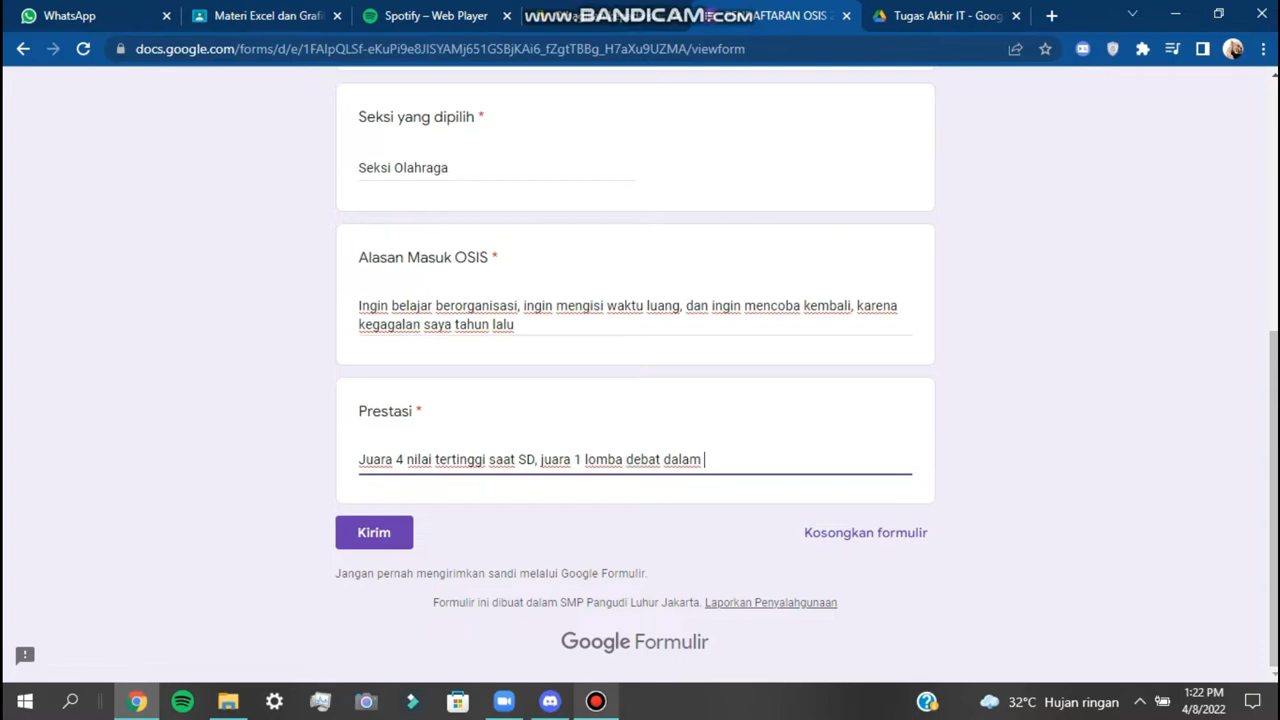 WhatsApp
Materi Excel dan Grafi
Spotify – Web Player
www.BANDICAM.com
AFTARAN OSIS 2
Tugas Akhir IT - Goog
docs.google.com/forms/d/e/1FAIpQLSf-eKuPi9e8JISYAMj651GSBjKAi6_fZgtTBBg_H7aXu9UZMA/viewform
Seksi yang dipilih *
Seksi Olahraga
Alasan Masuk OSIS *
Ingin belajar berorganisasi, ingin mengisi waktu luang, dan ingin mencoba kembali, karena
kegagalan saya tahun lalu
Prestasi *
Juara 4 nilai tertinggi saat SD, juara 1 lomba debat dalam
Kirim
Kosongkan formulir
Jangan pernah mengirimkan sandi melalui Google Formulir.
Formulir ini dibuat dalam SMP Pangudi Luhur Jakarta. Laporkan Penyalahgunaan
Google Formulir
32°C Hujan ringan
1:22 PM
4/8/2022